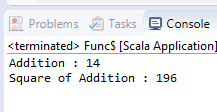 Problems Tasks Console
<terminated> Func$ [Scala Application]
Addition : 14
Square of Addition : 196